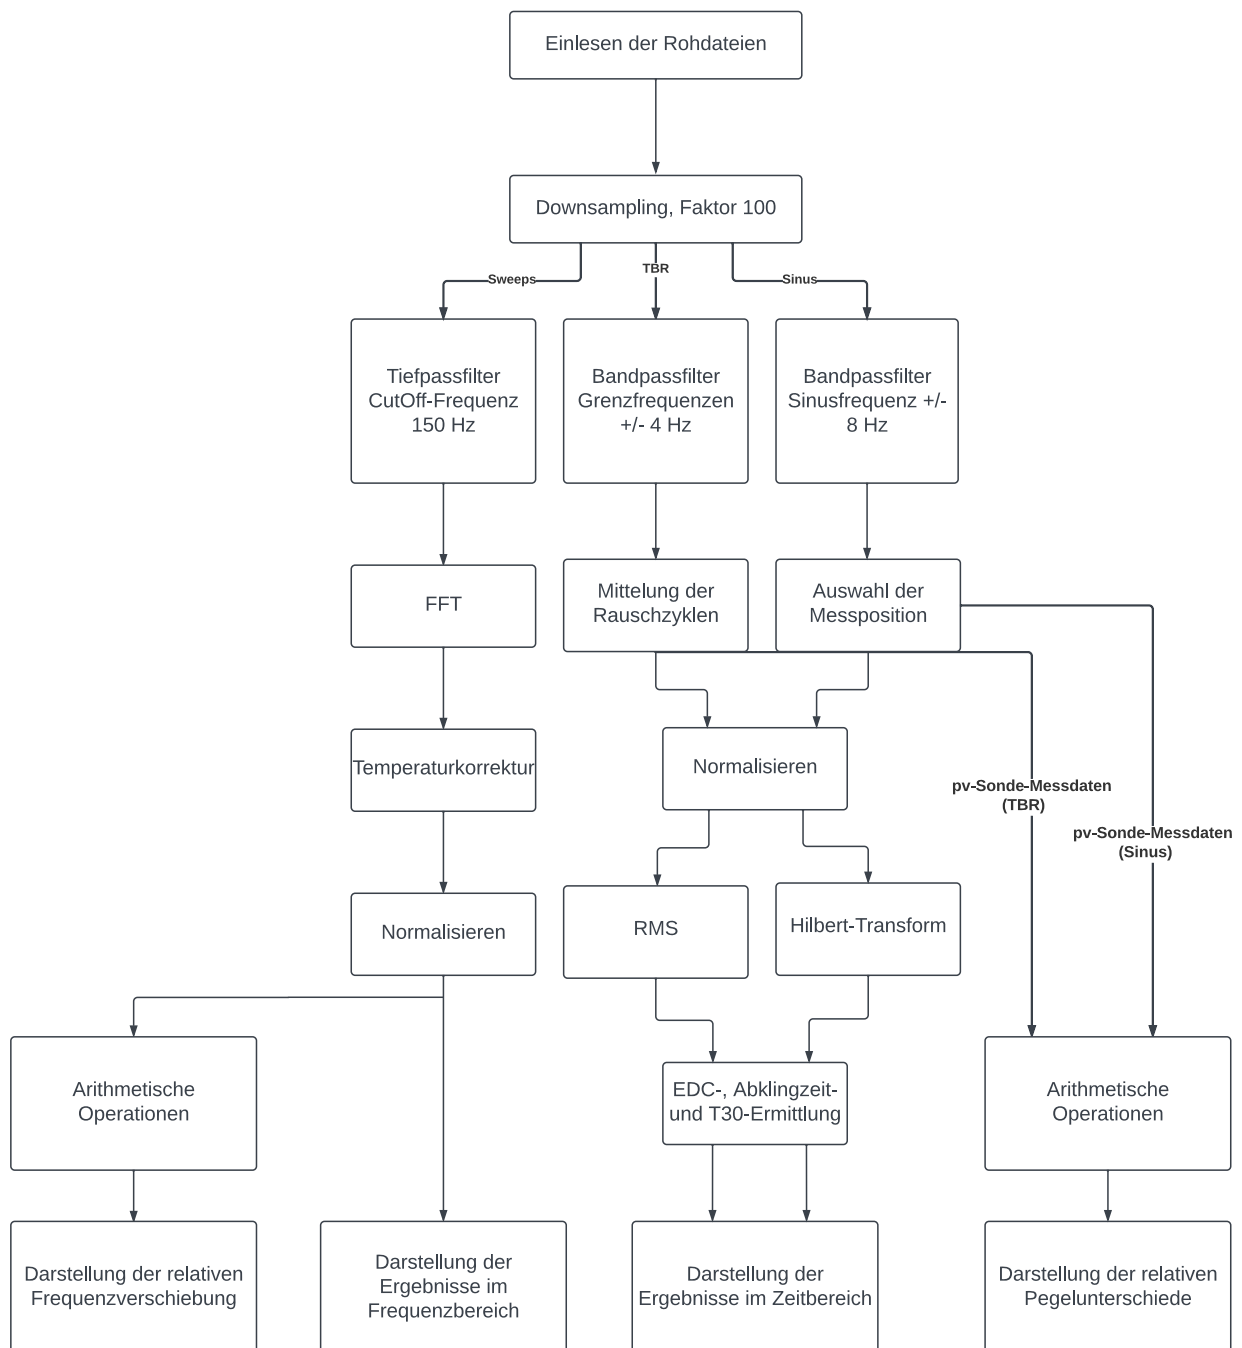 Einlesen der Rohdateien
Downsampling, Faktor 100
Sweeps
TBR
Sinus
Tiefpassfilter
CutOff-Frequenz
150 Hz
Bandpassfilter
Grenzfrequenzen
+/- 4 Hz
Bandpassfilter
Sinusfrequenz +/-
8 Hz
FFT
Mittelung der
Rauschzyklen
Auswahl der
Messposition
Temperaturkorrektur
Normalisieren
pv-Sonde-Messdaten
(TBR)
pv-Sonde-Messdaten
(Sinus)
Normalisieren
RMS
Hilbert-Transform
Arithmetische
Operationen
EDC-, Abklingzeit-
und T30-Ermittlung
Arithmetische
Operationen
Darstellung der relativen
Frequenzverschiebung
Darstellung der
Ergebnisse im
Frequenzbereich
Darstellung der
Ergebnisse im Zeitbereich
Darstellung der relativen
Pegelunterschiede